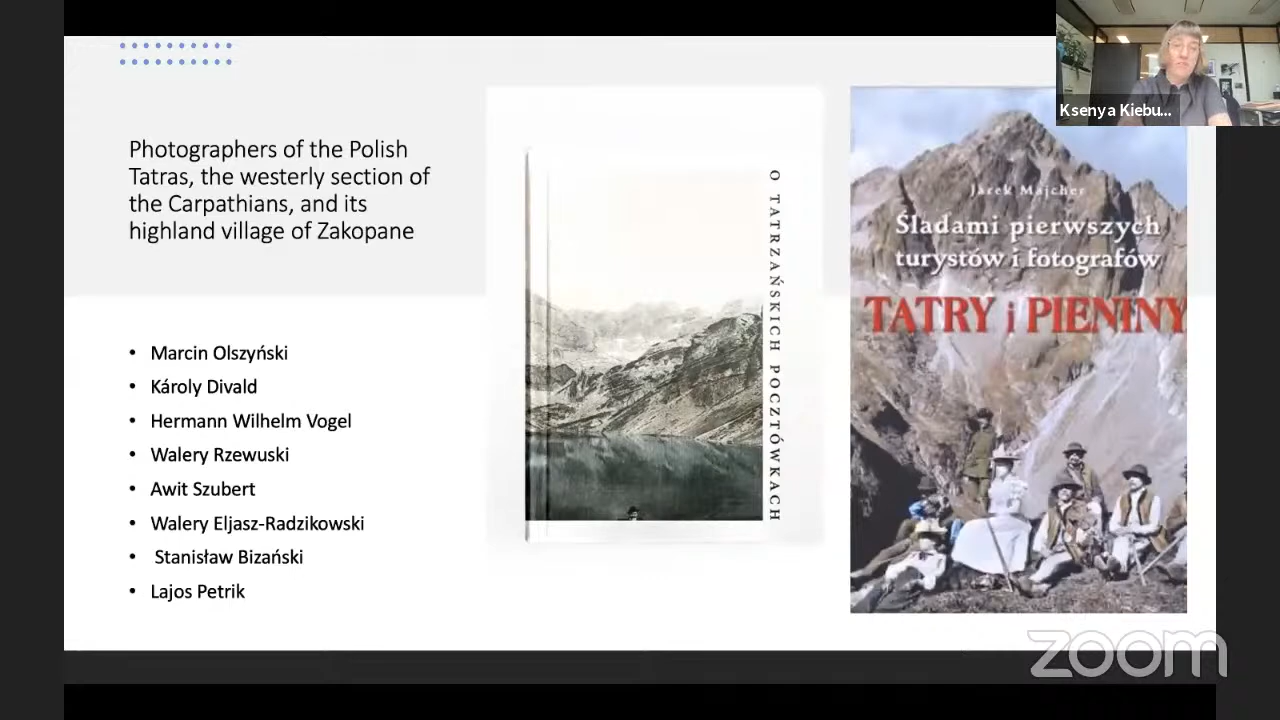 Photographers of the Polish
Tatras, the westerly section of
the Carpathians, and its
highland village of Zakopane
• Marcin Olszyński
• Károly Divald
• Hermann Wilhelm Vogel
• Walery Rzewuski
• Awit Szubert
• Walery Eljasz-Radzikowski
• Stanisław Bizański
• Lajos Petrik
O TATRZAŃSKICH POCZTÓWKACH
Jarek Majcher
Śladami pierwszych
turystów i fotografów
TATRY i PIENINY
Ksenya Kiebu...
zoom